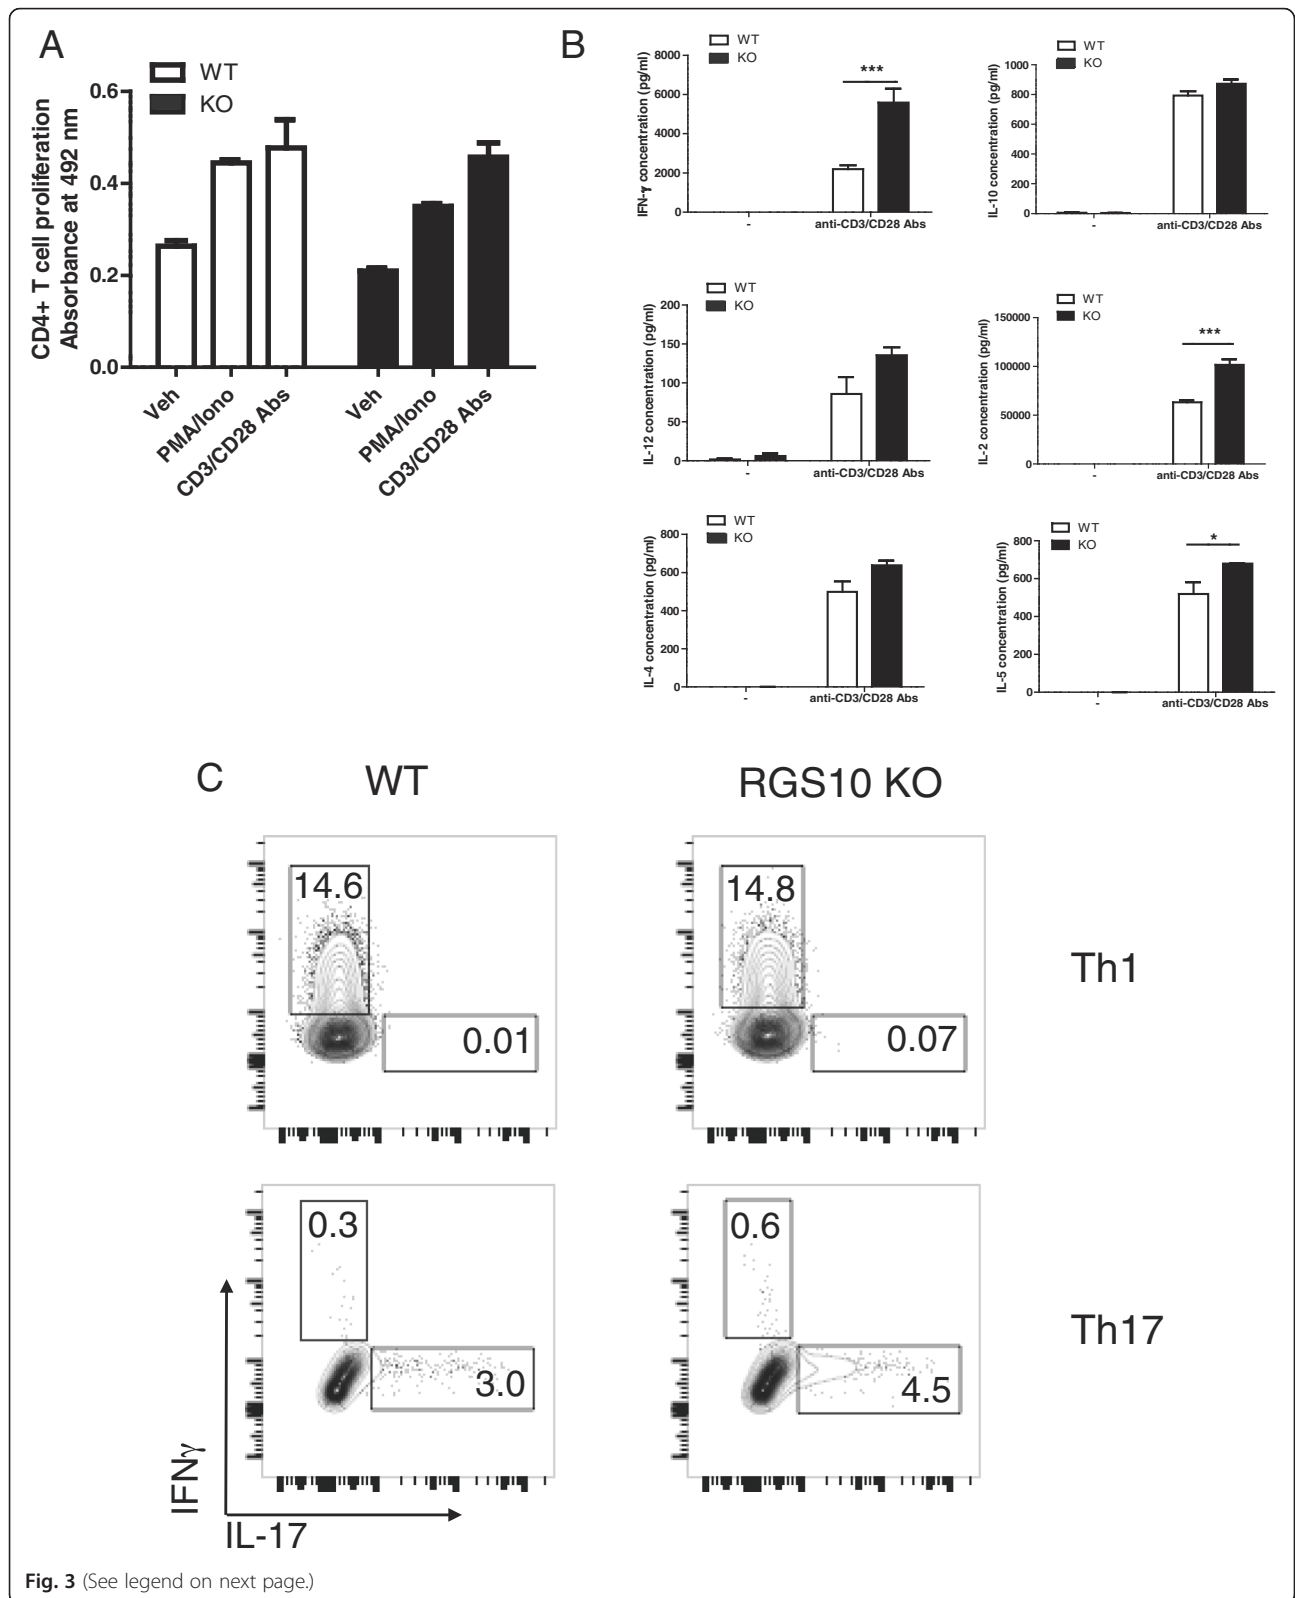 A
WT
KO
CD4+ T cell proliferation
Absorbance at 492 nm
0.6
0.4
0.2
0.0
Veh
PMA/Iono
CD3/CD28 Abs
Veh
PMA/Iono
CD3/CD28 Abs
B
WT
KO
IFN-γ concentration (pg/ml)
8000
6000
4000
2000
0
***
-
anti-CD3/CD28 Abs
WT
KO
IL-10 concentration (pg/ml)
1000
800
600
400
200
0
-
anti-CD3/CD28 Abs
WT
KO
IL-12 concentration (pg/ml)
200
150
100
50
0
-
anti-CD3/CD28 Abs
WT
KO
IL-2 concentration (pg/ml)
150000
100000
50000
0
***
-
anti-CD3/CD28 Abs
WT
KO
IL-4 concentration (pg/ml)
800
600
400
200
0
-
anti-CD3/CD28 Abs
WT
KO
IL-5 concentration (pg/ml)
800
600
400
200
0
*
-
anti-CD3/CD28 Abs
C
WT
RGS10 KO
14.6
0.01
14.8
0.07
Th1
0.3
3.0
0.6
4.5
Th17
IFNγ
IL-17
Fig. 3 (See legend on next page.)